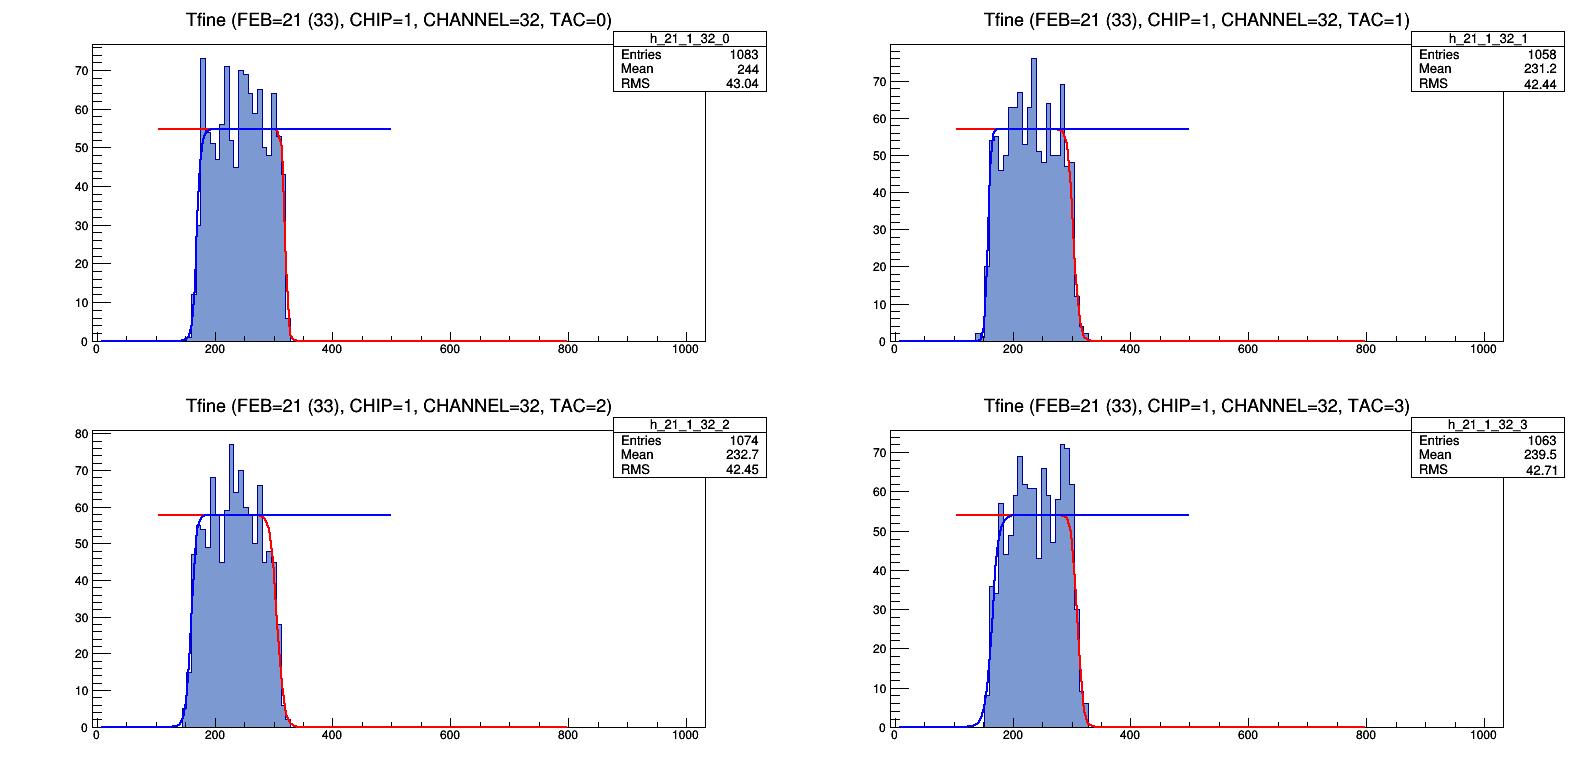 Tfine (FEB=21 (33), CHIP=1, CHANNEL=32, TAC=0)
h_21_1_32_0
Entries 1083
Mean 244
RMS 43.04
70
60
50
40
30
20
10
0
0 200 400 600 800 1000
Tfine (FEB=21 (33), CHIP=1, CHANNEL=32, TAC=1)
h_21_1_32_1
Entries 1058
Mean 231.2
RMS 42.44
70
60
50
40
30
20
10
0
0 200 400 600 800 1000
Tfine (FEB=21 (33), CHIP=1, CHANNEL=32, TAC=2)
h_21_1_32_2
Entries 1074
Mean 232.7
RMS 42.45
80
70
60
50
40
30
20
10
0
0 200 400 600 800 1000
Tfine (FEB=21 (33), CHIP=1, CHANNEL=32, TAC=3)
h_21_1_32_3
Entries 1063
Mean 239.5
RMS 42.71
70
60
50
40
30
20
10
0
0 200 400 600 800 1000